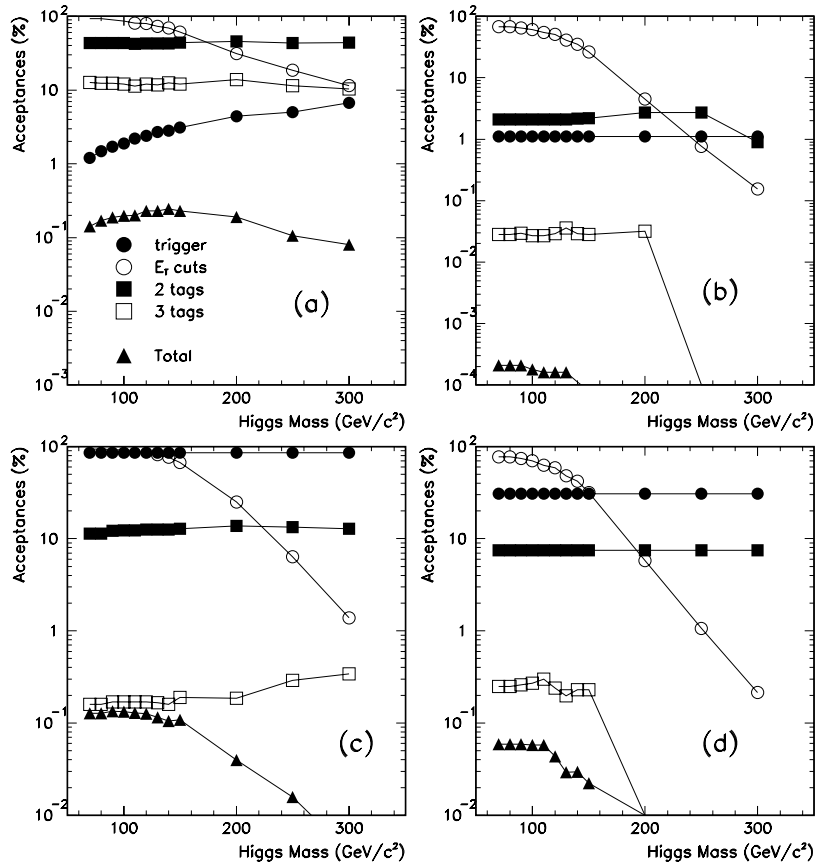 Acceptances (%)
10²
10
1
10⁻¹
10⁻²
10⁻³
trigger
E_T cuts
2 tags
3 tags
Total
(a)
100 200 300
Higgs Mass (GeV/c²)
Acceptances (%)
10²
10
1
10⁻¹
10⁻²
10⁻³
10⁻⁴
(b)
100 200 300
Higgs Mass (GeV/c²)
Acceptances (%)
10²
10
1
10⁻¹
10⁻²
(c)
100 200 300
Higgs Mass (GeV/c²)
Acceptances (%)
10²
10
1
10⁻¹
10⁻²
(d)
100 200 300
Higgs Mass (GeV/c²)